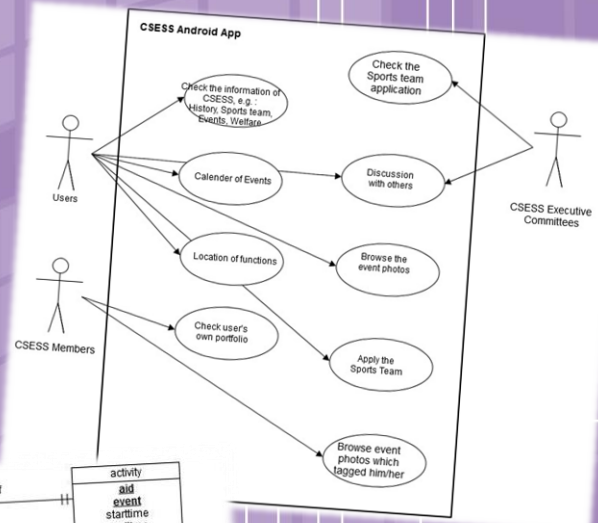 CSESS Android App
Check the
Sports team
application
Check the information of
CSESS, e.g. :
History, Sports team,
Events, Welfare
Users
Calender of Events
Discussion
with others
CSESS Executive
Committees
Location of functions
Browse the
event photos
CSESS Members
Check user's
own portfolio
Apply the
Sports Team
Browse event
photos which
tagged him/her
activity
aid
event
starttime